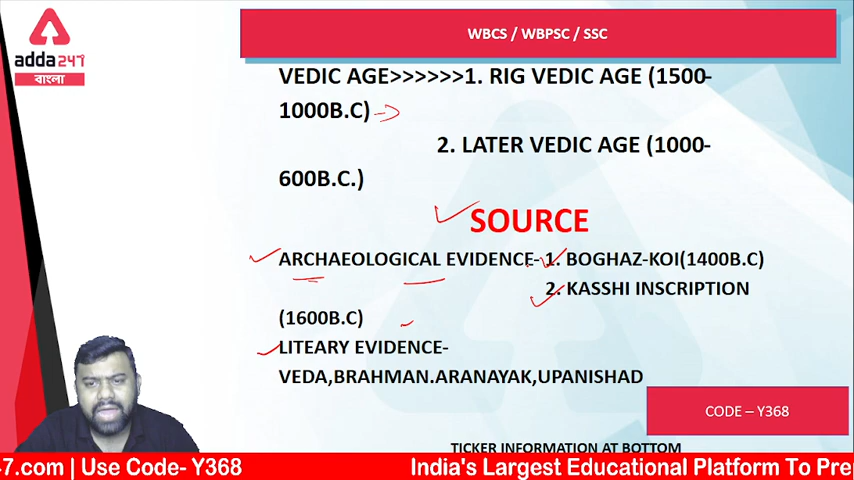 WBCS / WBPSC / SSC
adda247
বাংলা
VEDIC AGE>>>>>>1. RIG VEDIC AGE (1500-
1000B.C)
2. LATER VEDIC AGE (1000-
600B.C.)
SOURCE
ARCHAEOLOGICAL EVIDENCE- 1. BOGHAZ-KOI(1400B.C)
2. KASSHI INSCRIPTION
(1600B.C)
LITEARY EVIDENCE-
VEDA,BRAHMAN.ARANAYAK,UPANISHAD
CODE – Y368
TICKER INFORMATION AT BOTTOM
7.com | Use Code- Y368 India's Largest Educational Platform To Pre